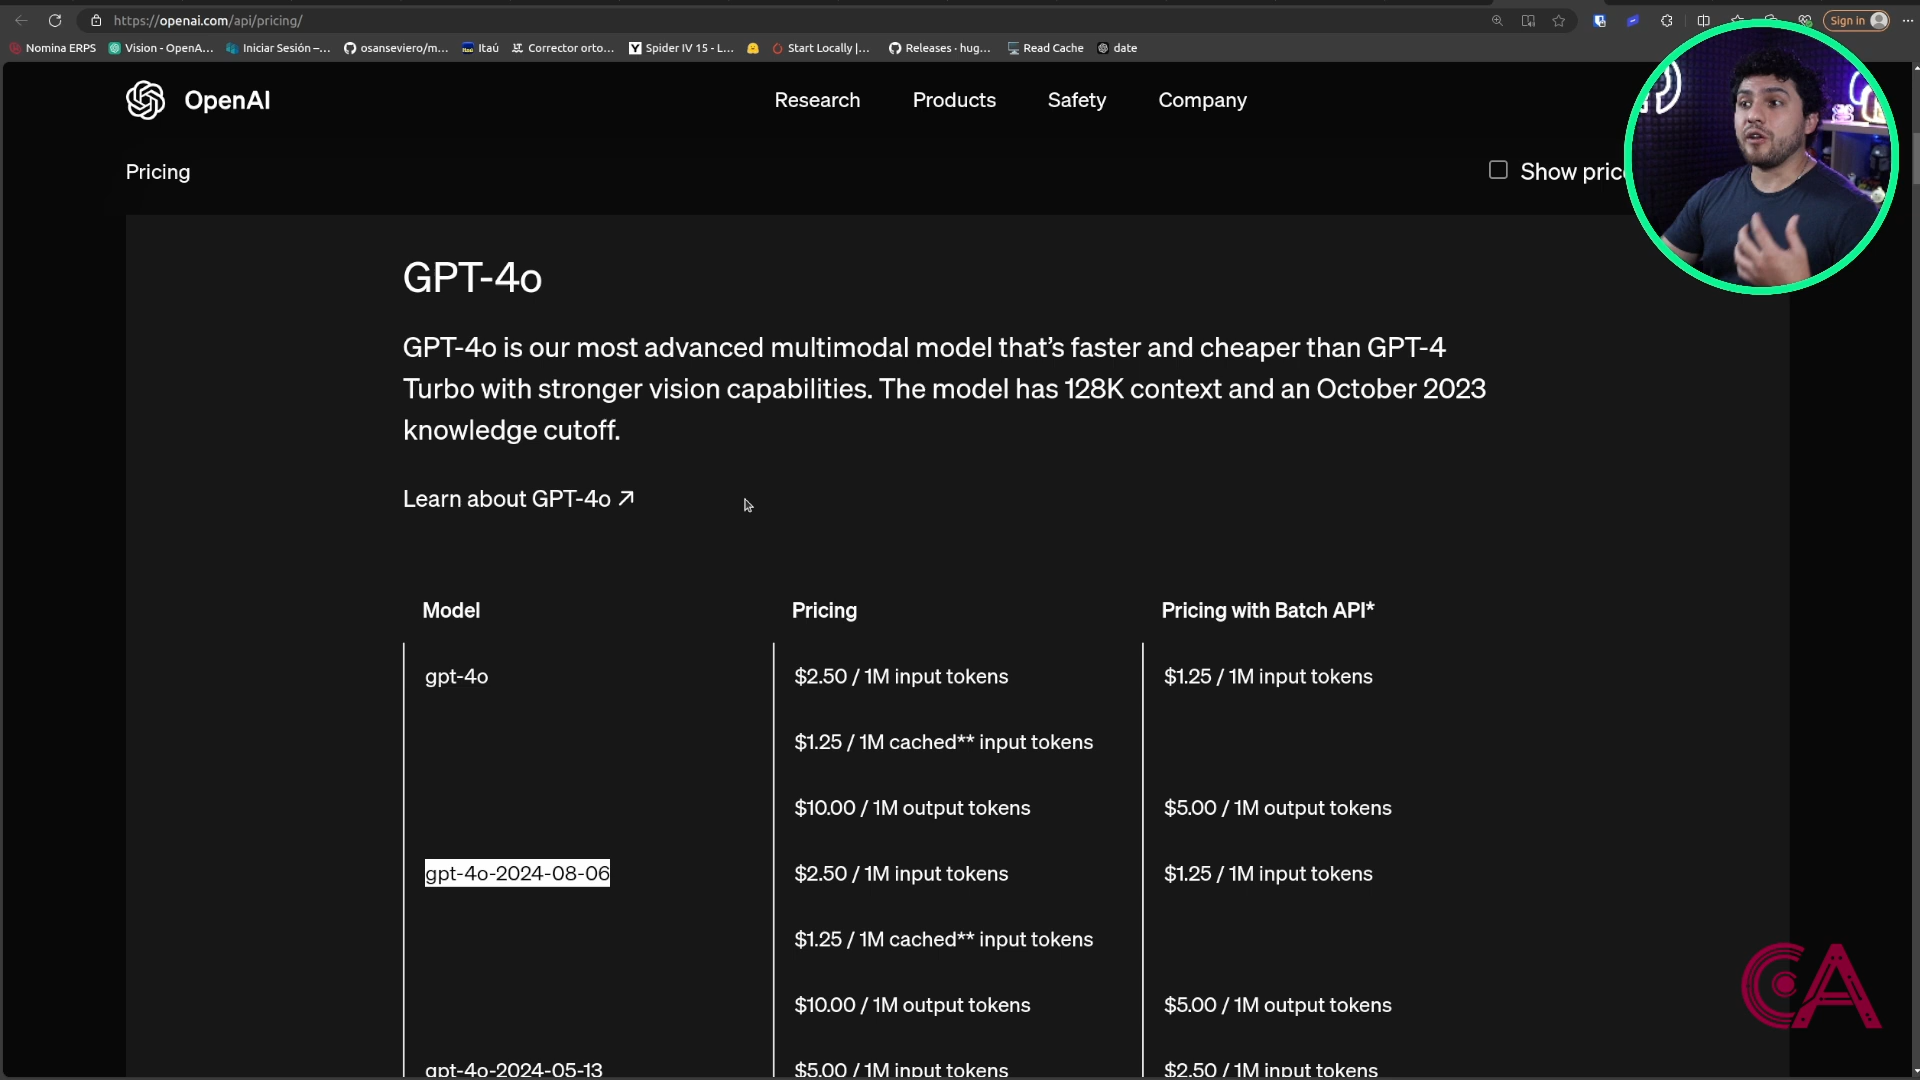 https://openai.com/api/pricing/
Sign in
Nomina ERPS
Vision - OpenA...
Iniciar Sesión –...
osanseviero/m...
Itaú
Corrector orto...
Spider IV 15 - L...
Start Locally |...
Releases · hug...
Read Cache
date
OpenAI
Research
Products
Safety
Company
Pricing
Show pric
GPT-4o
GPT-4o is our most advanced multimodal model that's faster and cheaper than GPT-4
Turbo with stronger vision capabilities. The model has 128K context and an October 2023
knowledge cutoff.
Learn about GPT-4o ↗
Model
Pricing
Pricing with Batch API*
gpt-4o
$2.50 / 1M input tokens
$1.25 / 1M input tokens
$1.25 / 1M cached** input tokens
$10.00 / 1M output tokens
$5.00 / 1M output tokens
gpt-4o-2024-08-06
$2.50 / 1M input tokens
$1.25 / 1M input tokens
$1.25 / 1M cached** input tokens
$10.00 / 1M output tokens
$5.00 / 1M output tokens
gpt-4o-2024-05-13
$5.00 / 1M input tokens
$2.50 / 1M input tokens
CA